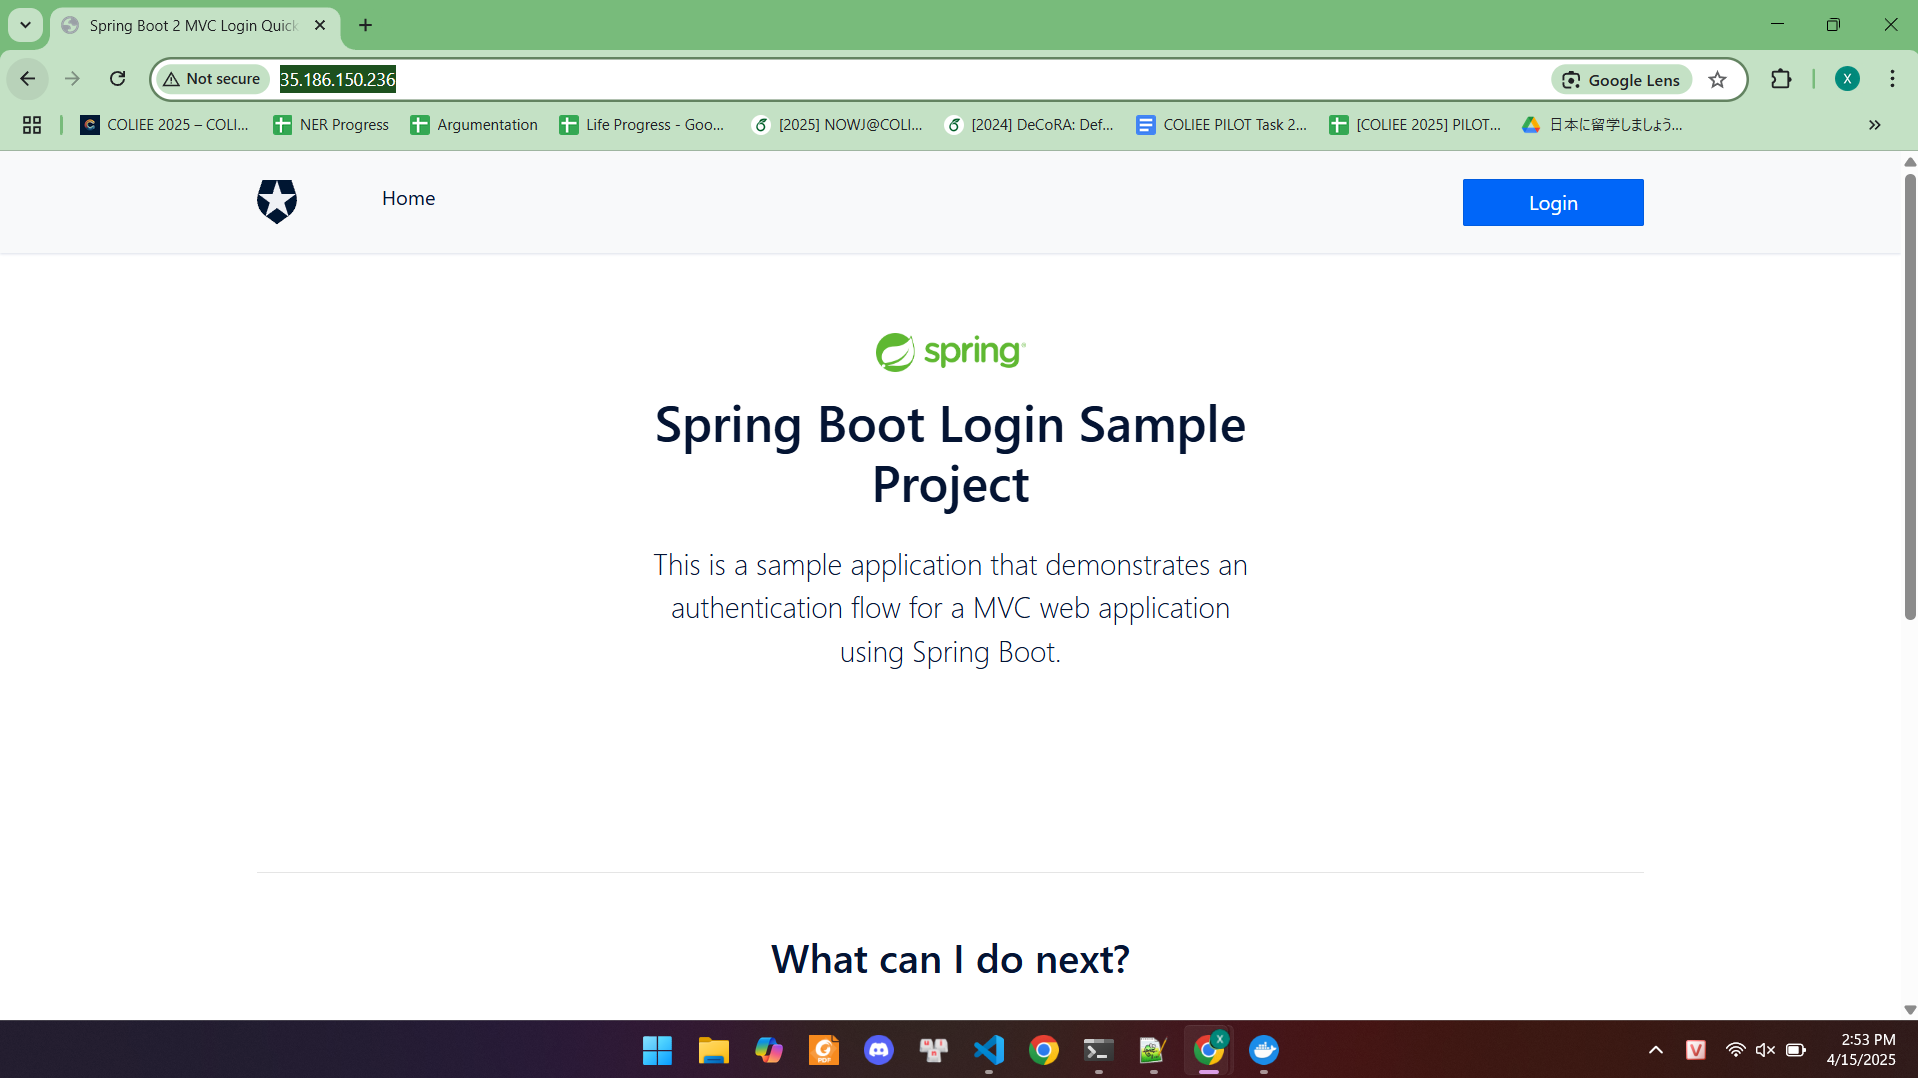 Spring Boot 2 MVC Login Quick
Not secure
35.186.150.236
Google Lens
X
COLIEE 2025 – COLI...
NER Progress
Argumentation
Life Progress - Goo...
[2025] NOWJ@COLI...
[2024] DeCoRA: Def...
COLIEE PILOT Task 2...
[COLIEE 2025] PILOT...
日本に留学しましょう...
Home
Login
spring
Spring Boot Login Sample
Project
This is a sample application that demonstrates an
authentication flow for a MVC web application
using Spring Boot.
What can I do next?
PDF
X
V
2:53 PM
4/15/2025